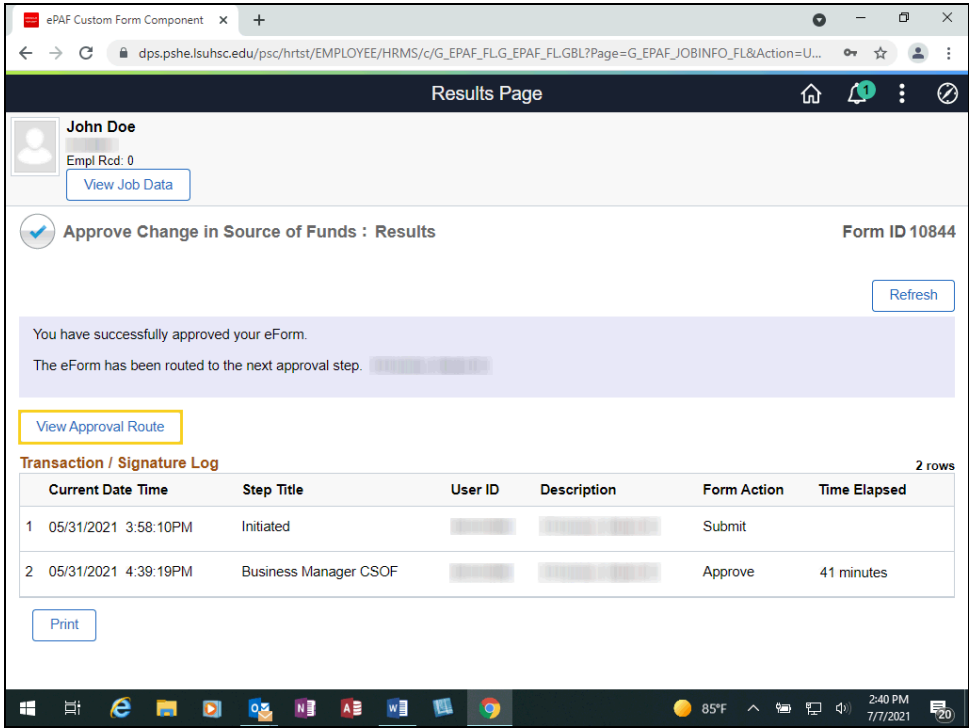 ePAF Custom Form Component
dps.pshe.lsuhsc.edu/psc/hrtst/EMPLOYEE/HRMS/c/G_EPAF_FL.G_EPAF_FL.GBL?Page=G_EPAF_JOBINFO_FL&Action=U...
Results Page
1
John Doe
Empl Rcd: 0
View Job Data
Approve Change in Source of Funds : Results
Form ID 10844
Refresh
You have successfully approved your eForm.
The eForm has been routed to the next approval step.
View Approval Route
Transaction / Signature Log
2 rows
Current Date Time Step Title User ID Description Form Action Time Elapsed
1 05/31/2021 3:58:10PM Initiated Submit
2 05/31/2021 4:39:19PM Business Manager CSOF Approve 41 minutes
Print
85°F
2:40 PM
7/7/2021
20